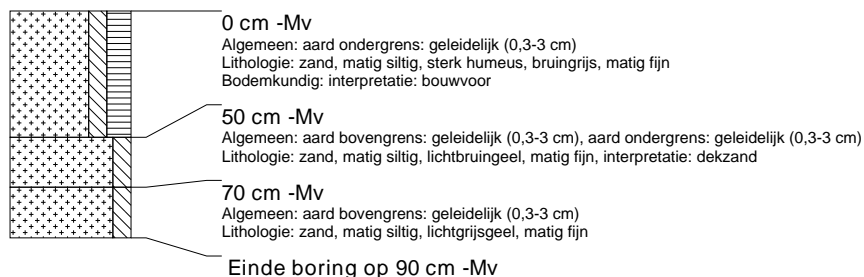 0 cm -Mv
Algemeen: aard ondergrens: geleidelijk (0,3-3 cm)
Lithologie: zand, matig siltig, sterk humeus, bruingrijs, matig fijn
Bodemkundig: interpretatie: bouwvoor
50 cm -Mv
Algemeen: aard bovengrens: geleidelijk (0,3-3 cm), aard ondergrens: geleidelijk (0,3-3 cm)
Lithologie: zand, matig siltig, lichtbruingeel, matig fijn, interpretatie: dekzand
70 cm -Mv
Algemeen: aard bovengrens: geleidelijk (0,3-3 cm)
Lithologie: zand, matig siltig, lichtgrijsgeel, matig fijn
Einde boring op 90 cm -Mv